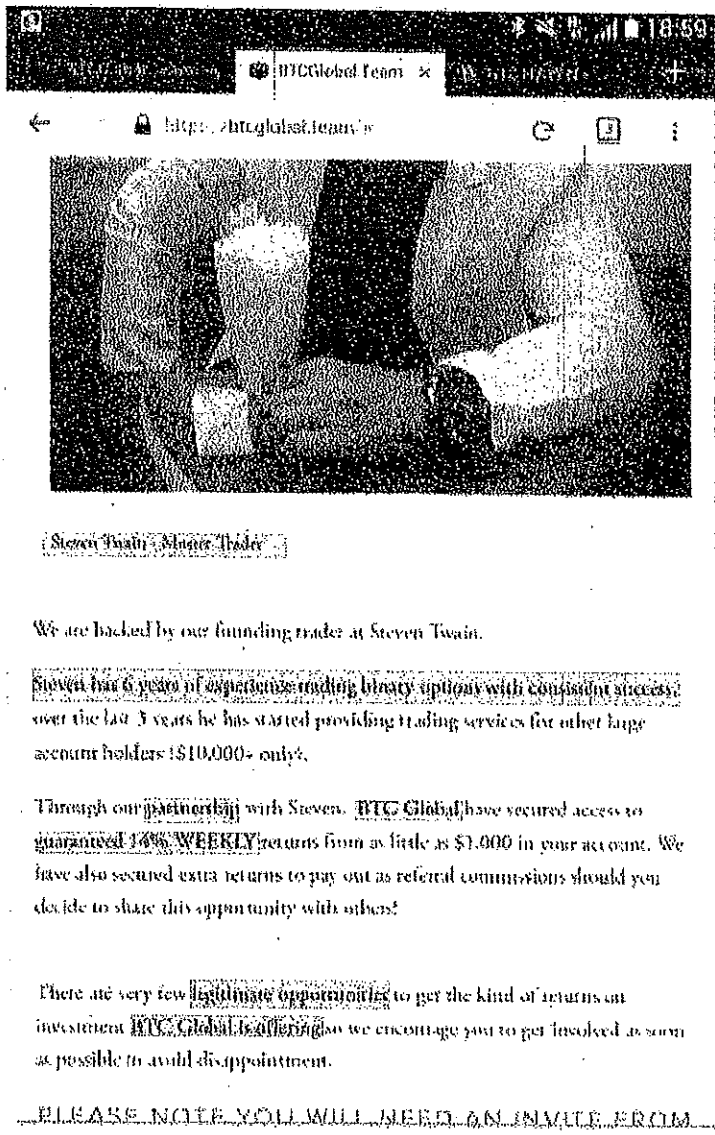 18:59
BTCGlobal.Team ×
btcglobal.team
3
Steven Twain - Master Trader
We are backed by our founding trader at Steven Twain.
Steven has 6 years of experience trading binary options with consistent success,
over the last 3 years he has started providing trading services for other large
account holders ($10,000+ only).
Through our partnership with Steven, BTC Global have secured access to
guaranteed 14% WEEKLY returns from as little as $1,000 in your account. We
have also secured extra returns to pay out as referral commissions should you
decide to share this opportunity with others!
There are very few legitimate opportunities to get the kind of returns on
investment BTC Global is offering so we encourage you to get involved as soon
as possible to avoid disappointment.
PLEASE NOTE YOU WILL NEED AN INVITE FROM